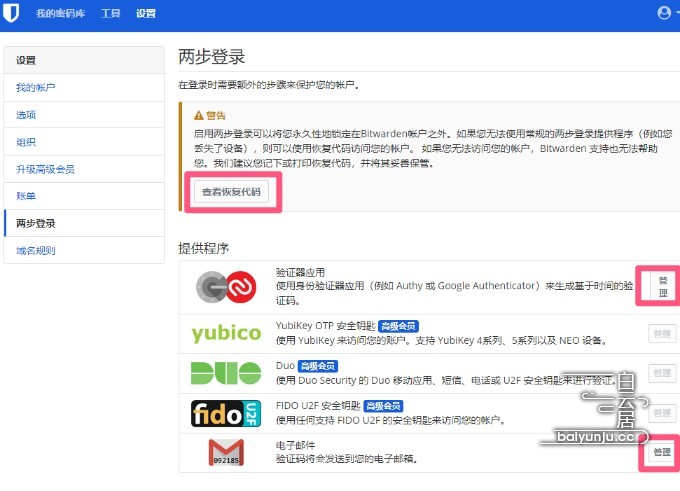 我的密码库 工具 设置
设置
我的帐户
选项
组织
升级高级会员
账单
两步登录
域名规则
两步登录
在登录时需要额外的步骤来保护您的帐户。
警告
启用两步登录可以将您永久性地锁定在Bitwarden帐户之外。如果您无法使用常规的两步登录提供程序（例如您
丢失了设备），则可以使用恢复代码访问您的帐户。 如果您无法访问您的帐户，Bitwarden 支持也无法帮助
您。我们建议您记下或打印恢复代码，并将其妥善保管。
查看恢复代码
提供程序
验证器应用
使用身份验证器应用（例如 Authy 或 Google Authenticator）来生成基于时间的验
证码。
管
理
yubico
YubiKey OTP 安全钥匙 高级会员
使用 YubiKey 来访问您的账户。支持 YubiKey 4系列、5系列以及 NEO 设备。
管理
DUO
Duo 高级会员
使用 Duo Security 的 Duo 移动应用、短信、电话或 U2F 安全钥匙来进行验证。
管理
fido U2F
FIDO U2F 安全钥匙 高级会员
使用任何支持 FIDO U2F 的安全钥匙来访问您的帐户。
管理
092185
电子邮件
验证码将会发送到您的电子邮箱。
管理
白云居
baiyunju.cc